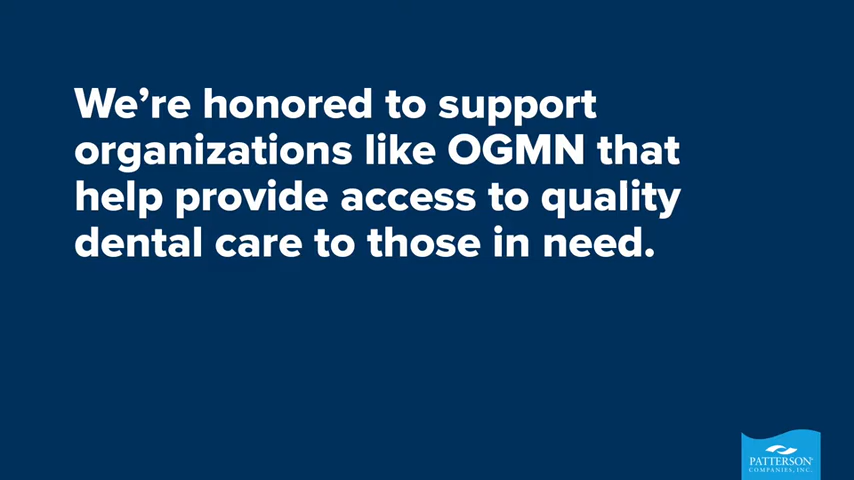 We’re honored to support
organizations like OGMN that
help provide access to quality
dental care to those in need.
PATTERSON®
COMPANIES, INC.